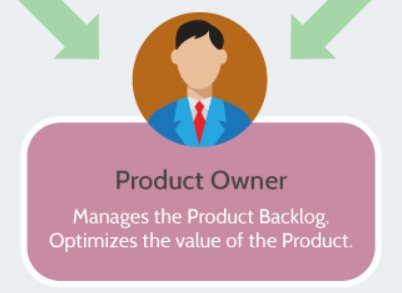 Product Owner
Manages the Product Backlog.
Optimizes the value of the Product.